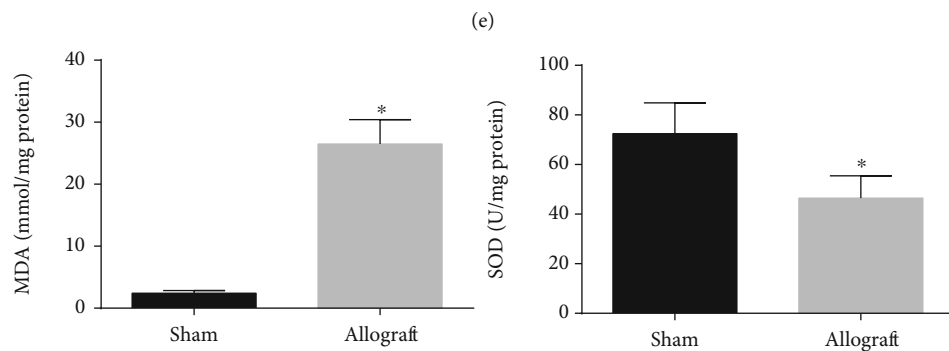 (e)
MDA (mmol/mg protein)
40
30
20
10
0
*
Sham
Allograft
SOD (U/mg protein)
100
80
60
40
20
0
*
Sham
Allograft